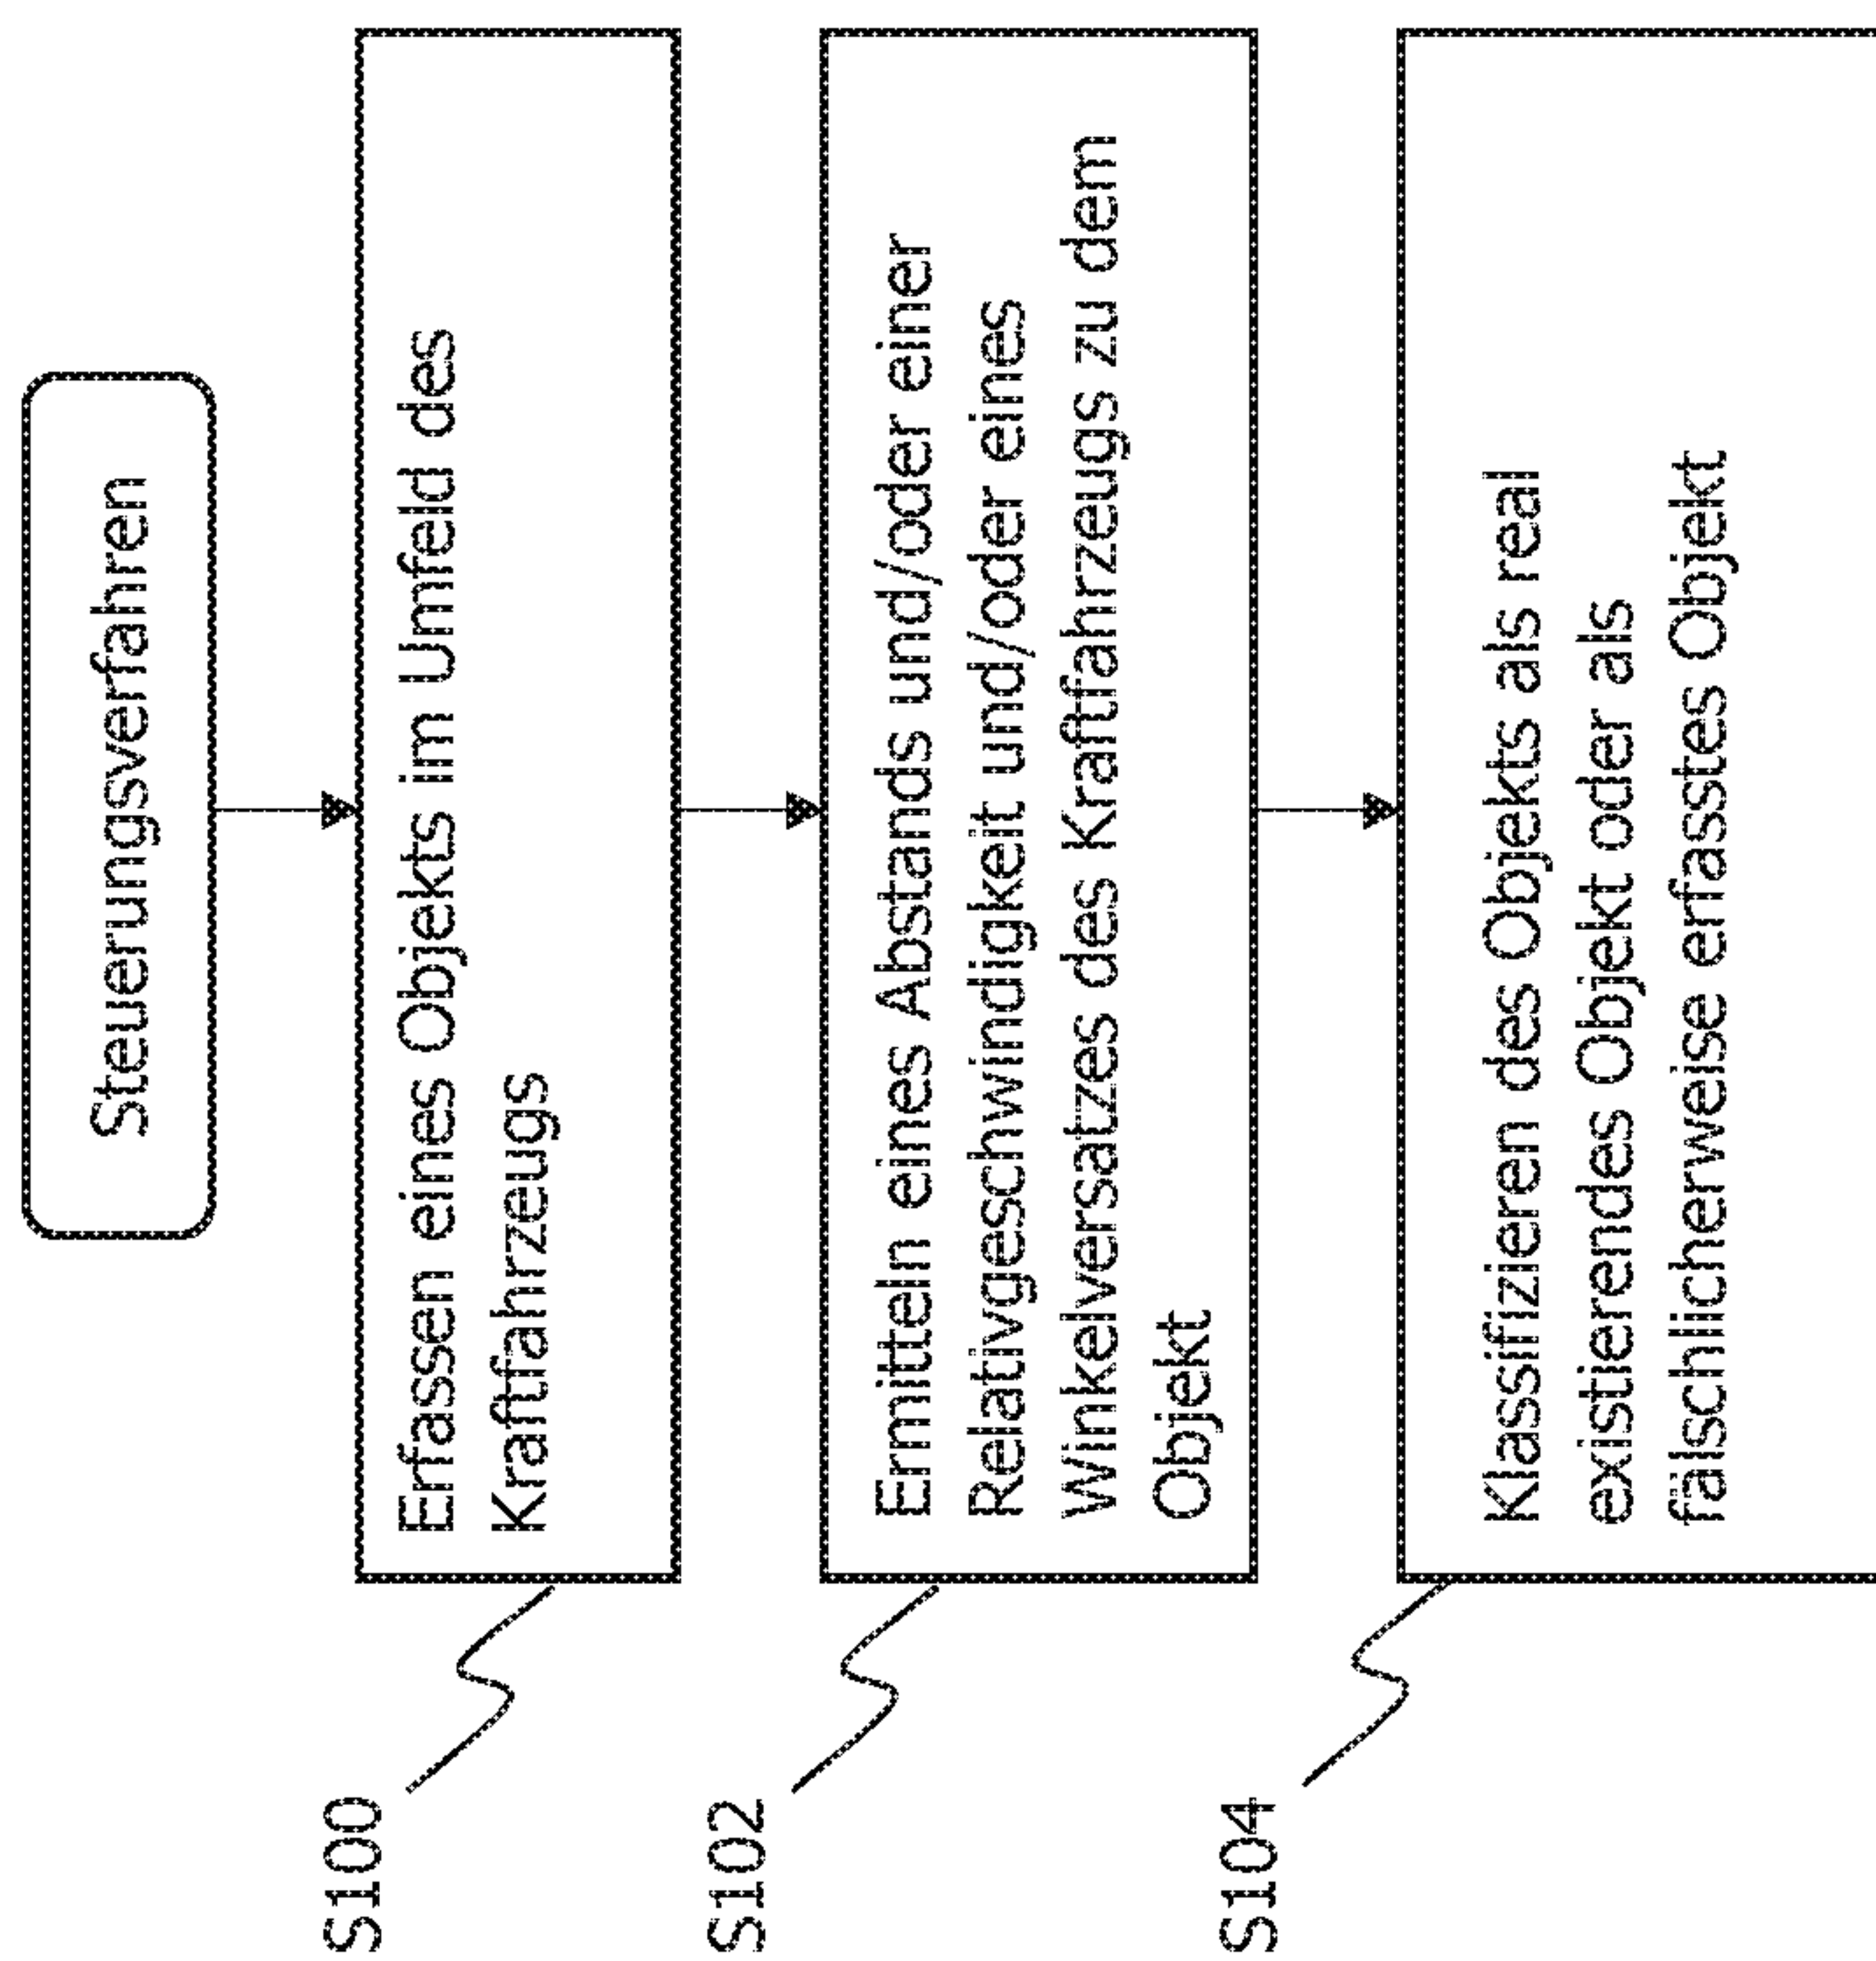 Steuerungsverfahren
S100
Erfassen eines Objekts im Umfeld des
Kraftfahrzeugs
S102
Ermitteln eines Abstands und/oder einer
Relativgeschwindigkeit und/oder eines
Winkelversatzes des Kraftfahrzeugs zu dem
Objekt
S104
Klassifizieren des Objekts als real
existierendes Objekt oder als
fälschlicherweise erfasstes Objekt